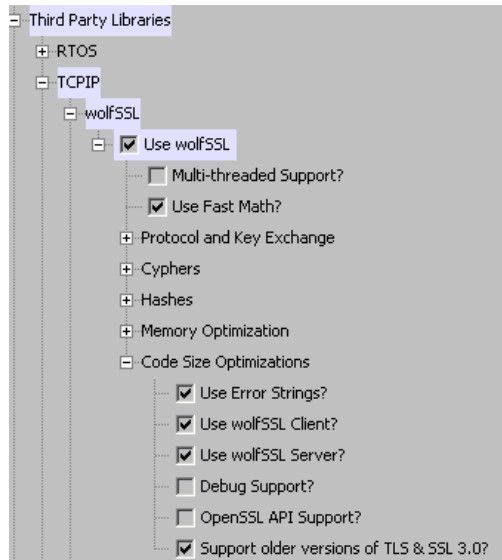 Third Party Libraries
RTOS
TCPIP
wolfSSL
Use wolfSSL
Multi-threaded Support?
Use Fast Math?
Protocol and Key Exchange
Cyphers
Hashes
Memory Optimization
Code Size Optimizations
Use Error Strings?
Use wolfSSL Client?
Use wolfSSL Server?
Debug Support?
OpenSSL API Support?
Support older versions of TLS & SSL 3.0?